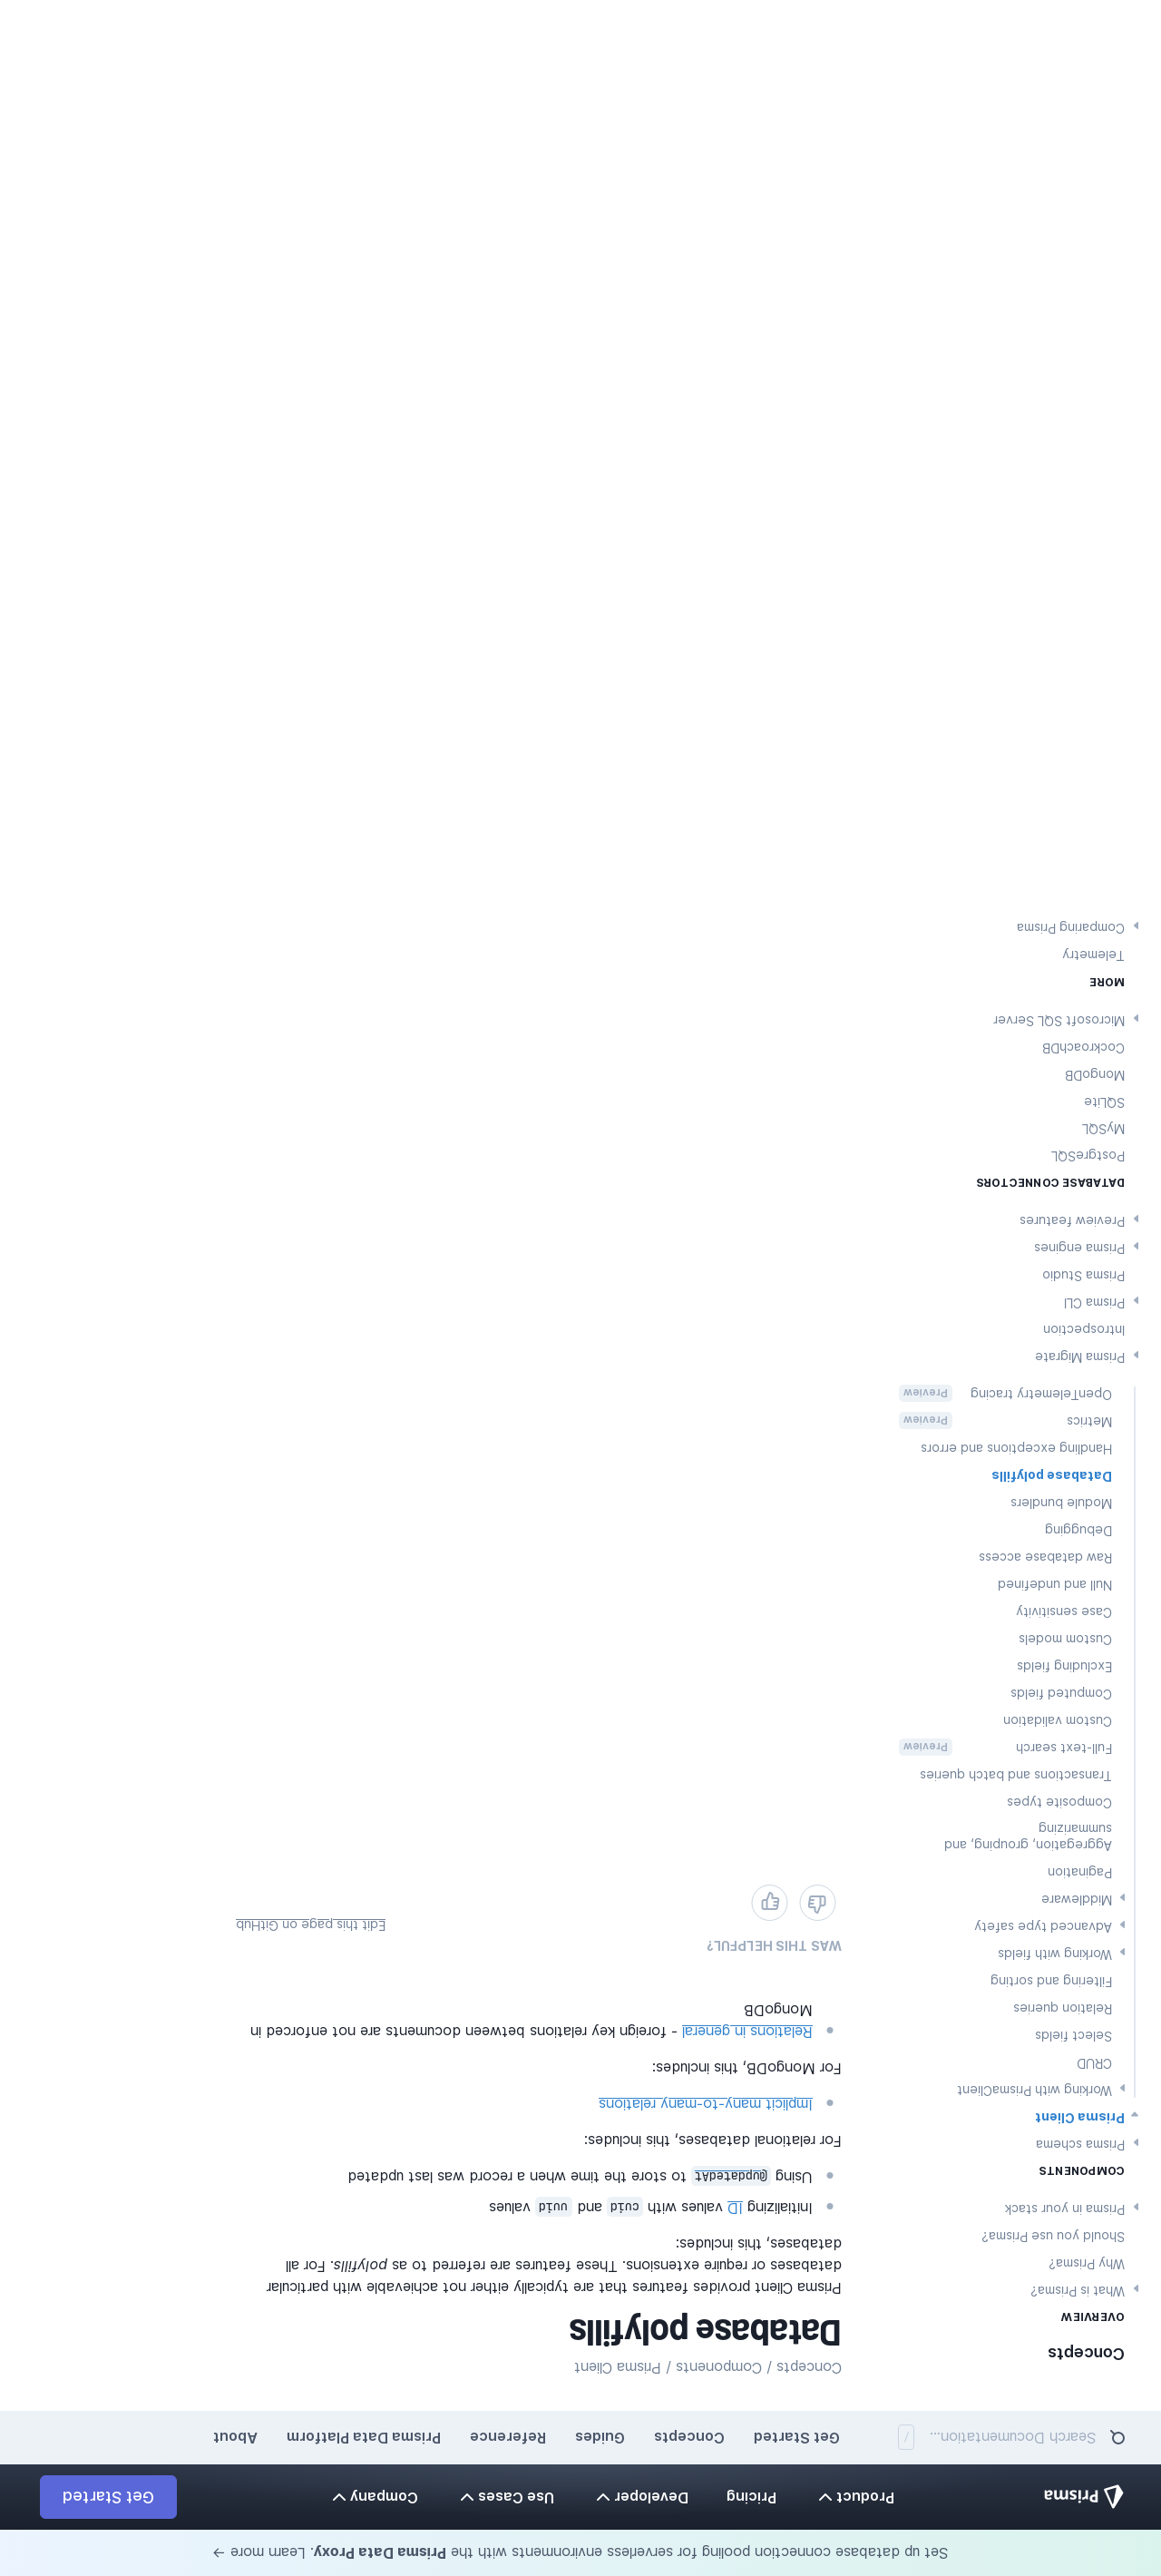 Set up database connection pooling for serverless environments with the Prisma Data Proxy. Learn more →
Prisma
Product
Pricing
Developer
Use Cases
Company
Get Started
Search Documentation... /
Get Started
Concepts
Guides
Reference
Prisma Data Platform
About
Concepts
OVERVIEW
What is Prisma?
Why Prisma?
Should you use Prisma?
Prisma in your stack
COMPONENTS
Prisma schema
Prisma Client
Working with PrismaClient
CRUD
Select fields
Relation queries
Filtering and sorting
Working with fields
Advanced type safety
Middleware
Pagination
Aggregation, grouping, and
summarizing
Composite types
Transactions and batch queries
Full-text search Preview
Custom validation
Computed fields
Excluding fields
Custom models
Case sensitivity
Null and undefined
Raw database access
Debugging
Module bundlers
Database polyfills
Handling exceptions and errors
Metrics Preview
OpenTelemetry tracing Preview
Prisma Migrate
Introspection
Prisma CLI
Prisma Studio
Prisma engines
Preview features
DATABASE CONNECTORS
PostgreSQL
MySQL
SQLite
MongoDB
CockroachDB
Microsoft SQL Server
MORE
Telemetry
Comparing Prisma
Concepts / Components / Prisma Client
Database polyfills
Prisma Client provides features that are typically either not achievable with particular
databases or require extensions. These features are referred to as polyfills. For all
databases, this includes:
Initializing ID values with cuid and uuid values
Using @updatedAt to store the time when a record was last updated
For relational databases, this includes:
Implicit many-to-many relations
For MongoDB, this includes:
Relations in general - foreign key relations between documents are not enforced in
MongoDB
WAS THIS HELPFUL?
Edit this page on GitHub